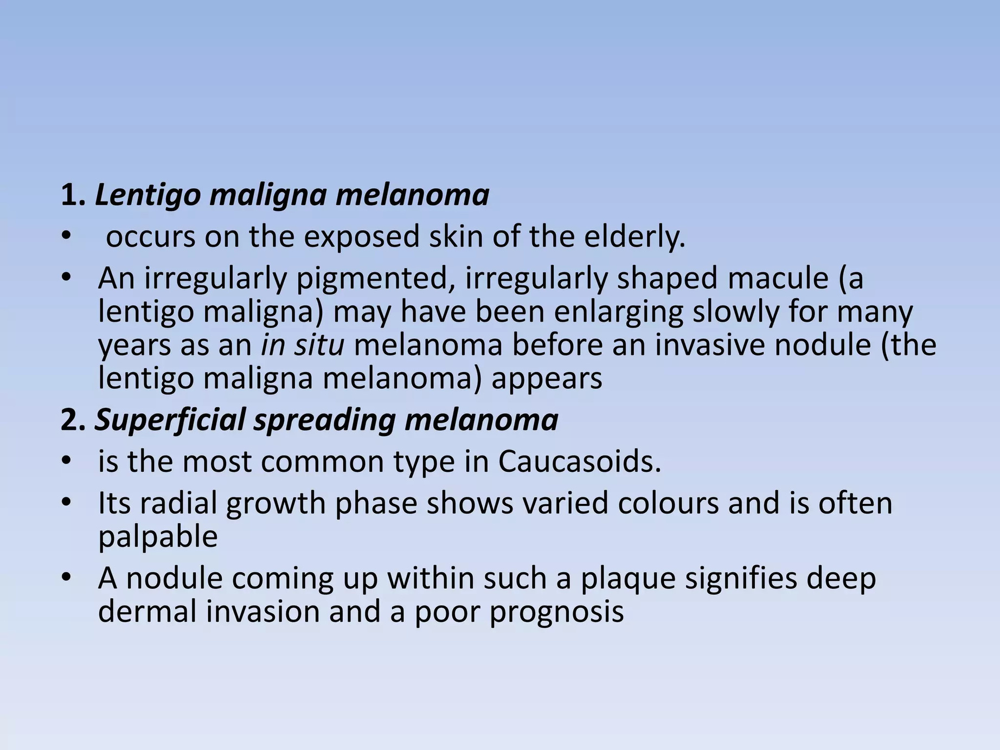 1. Lentigo maligna melanoma
• occurs on the exposed skin of the elderly.
• An irregularly pigmented, irregularly shaped macule (a
lentigo maligna) may have been enlarging slowly for many
years as an in situ melanoma before an invasive nodule (the
lentigo maligna melanoma) appears
2. Superficial spreading melanoma
• is the most common type in Caucasoids.
• Its radial growth phase shows varied colours and is often
palpable
• A nodule coming up within such a plaque signifies deep
dermal invasion and a poor prognosis